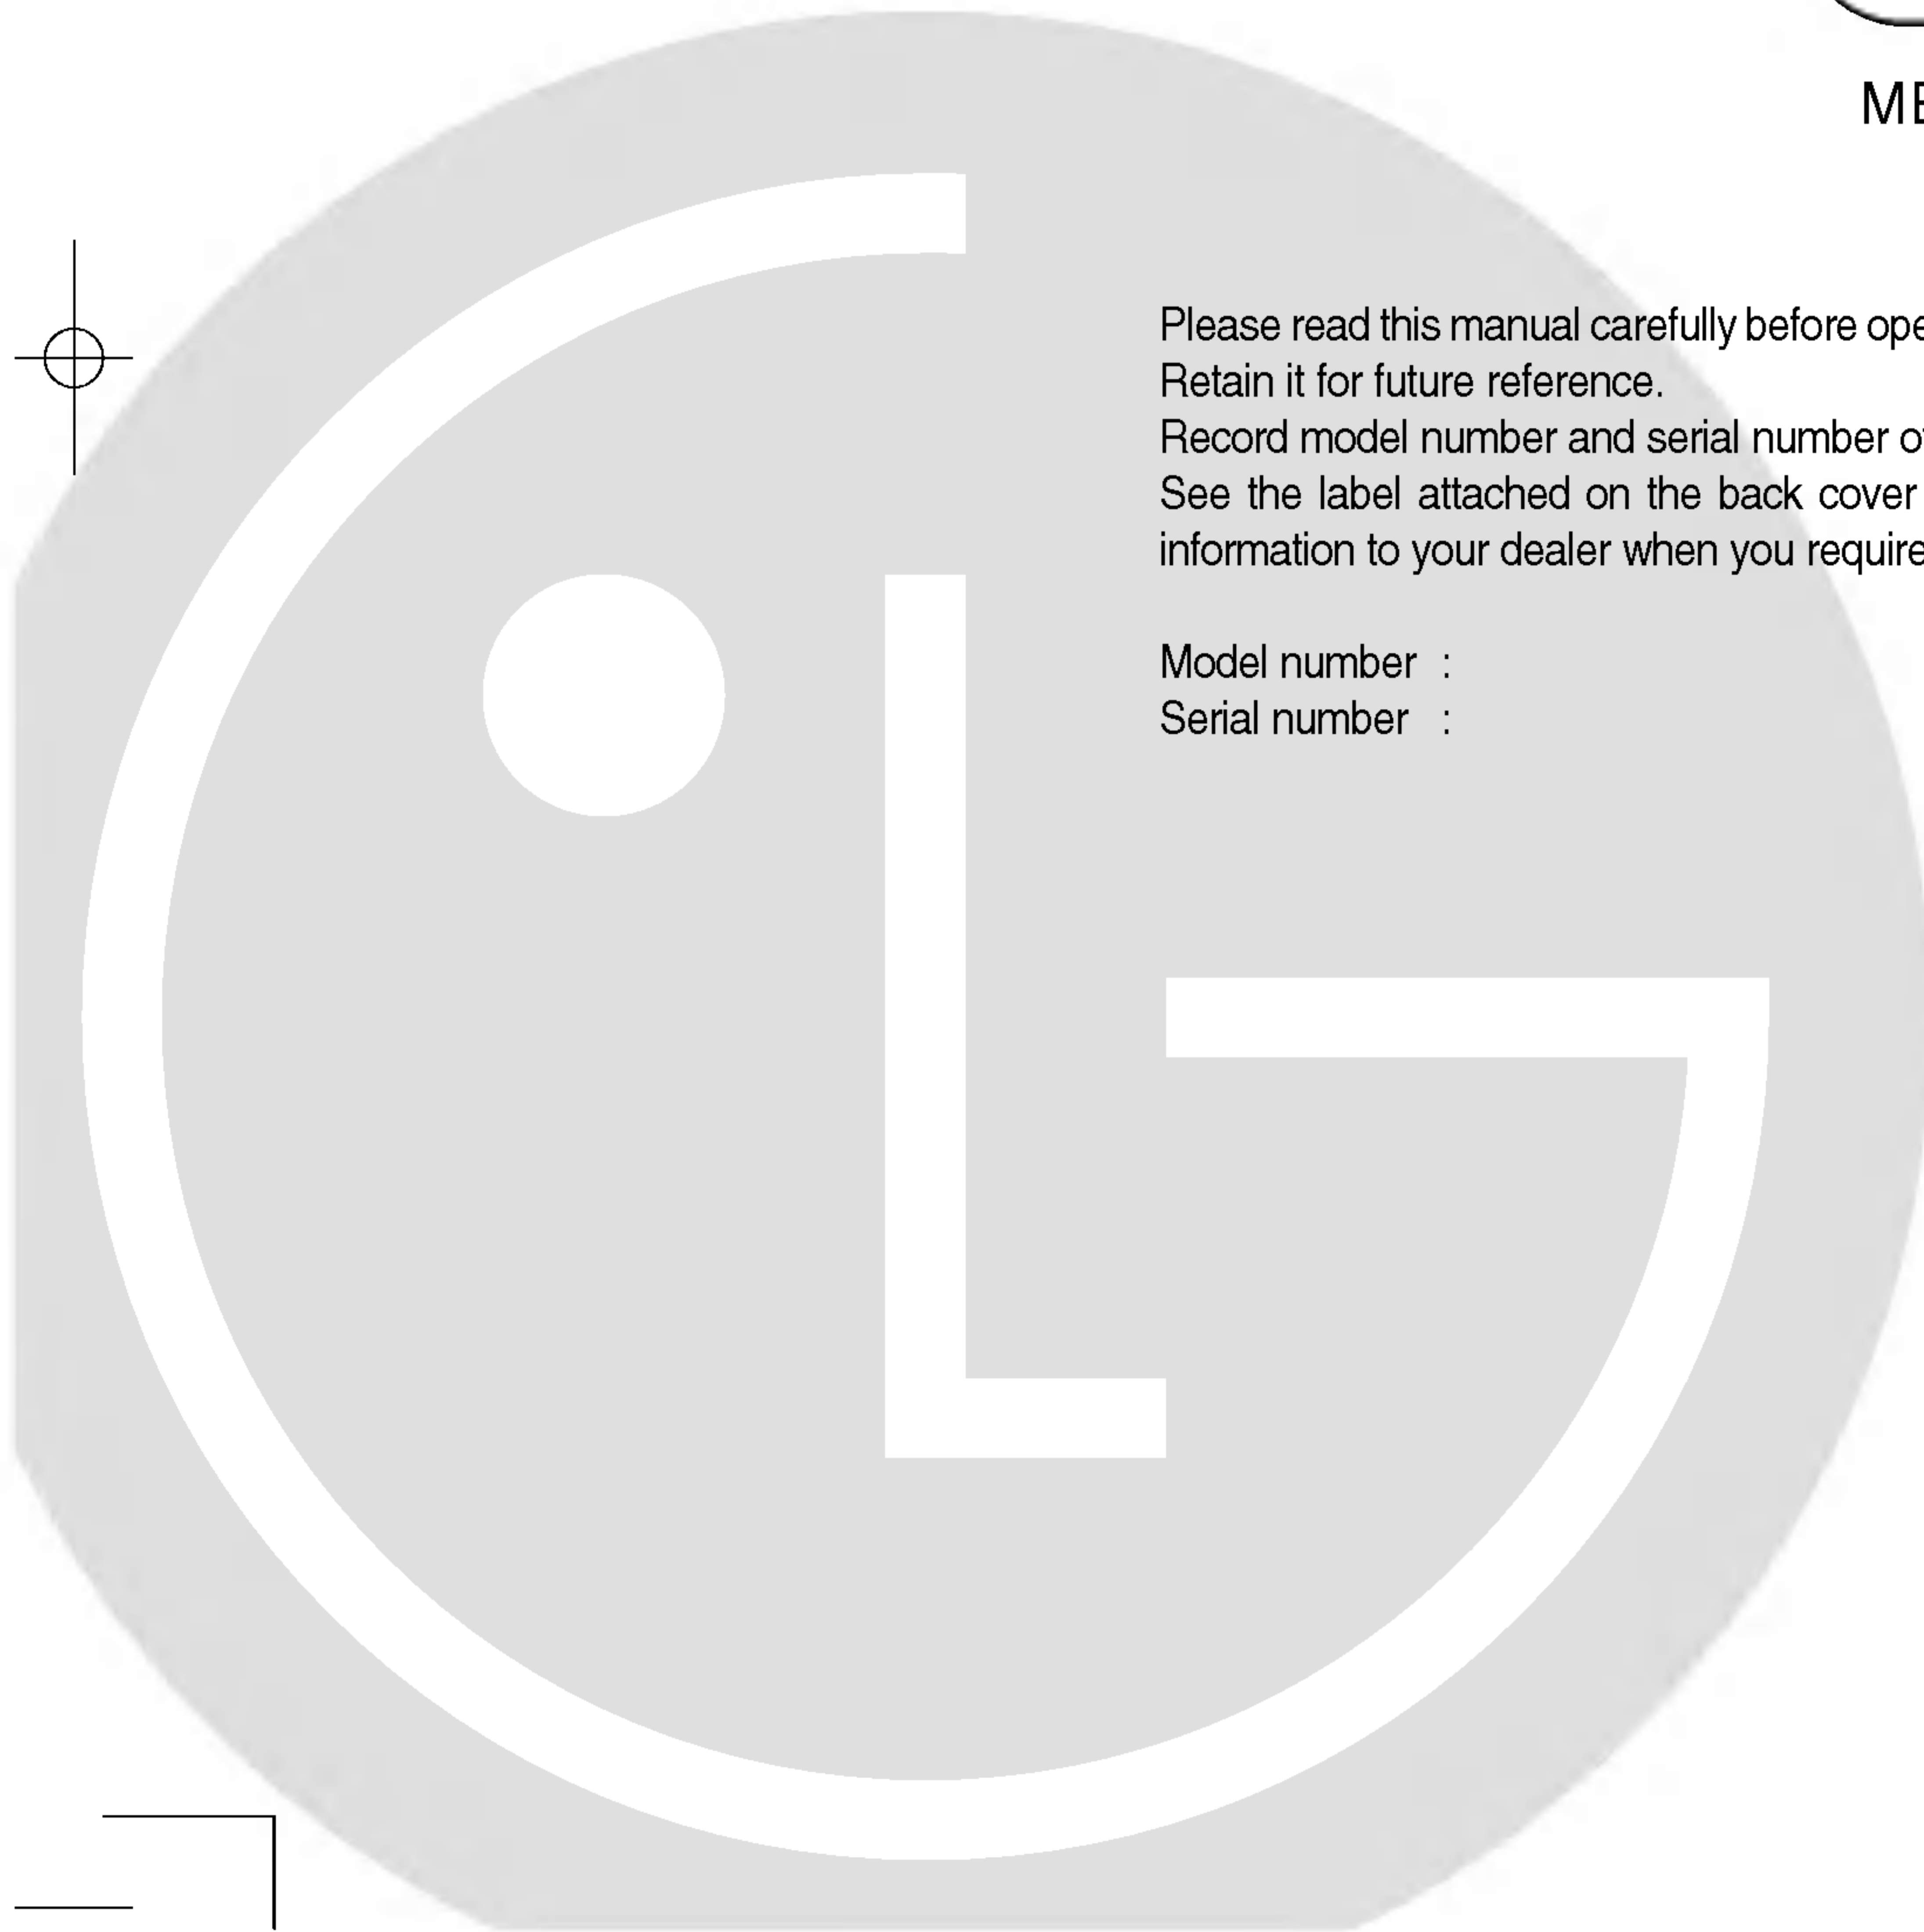 ME
Please read this manual carefully before ope
Retain it for future reference.
Record model number and serial number of
See the label attached on the back cover
information to your dealer when you require
Model number :
Serial number :